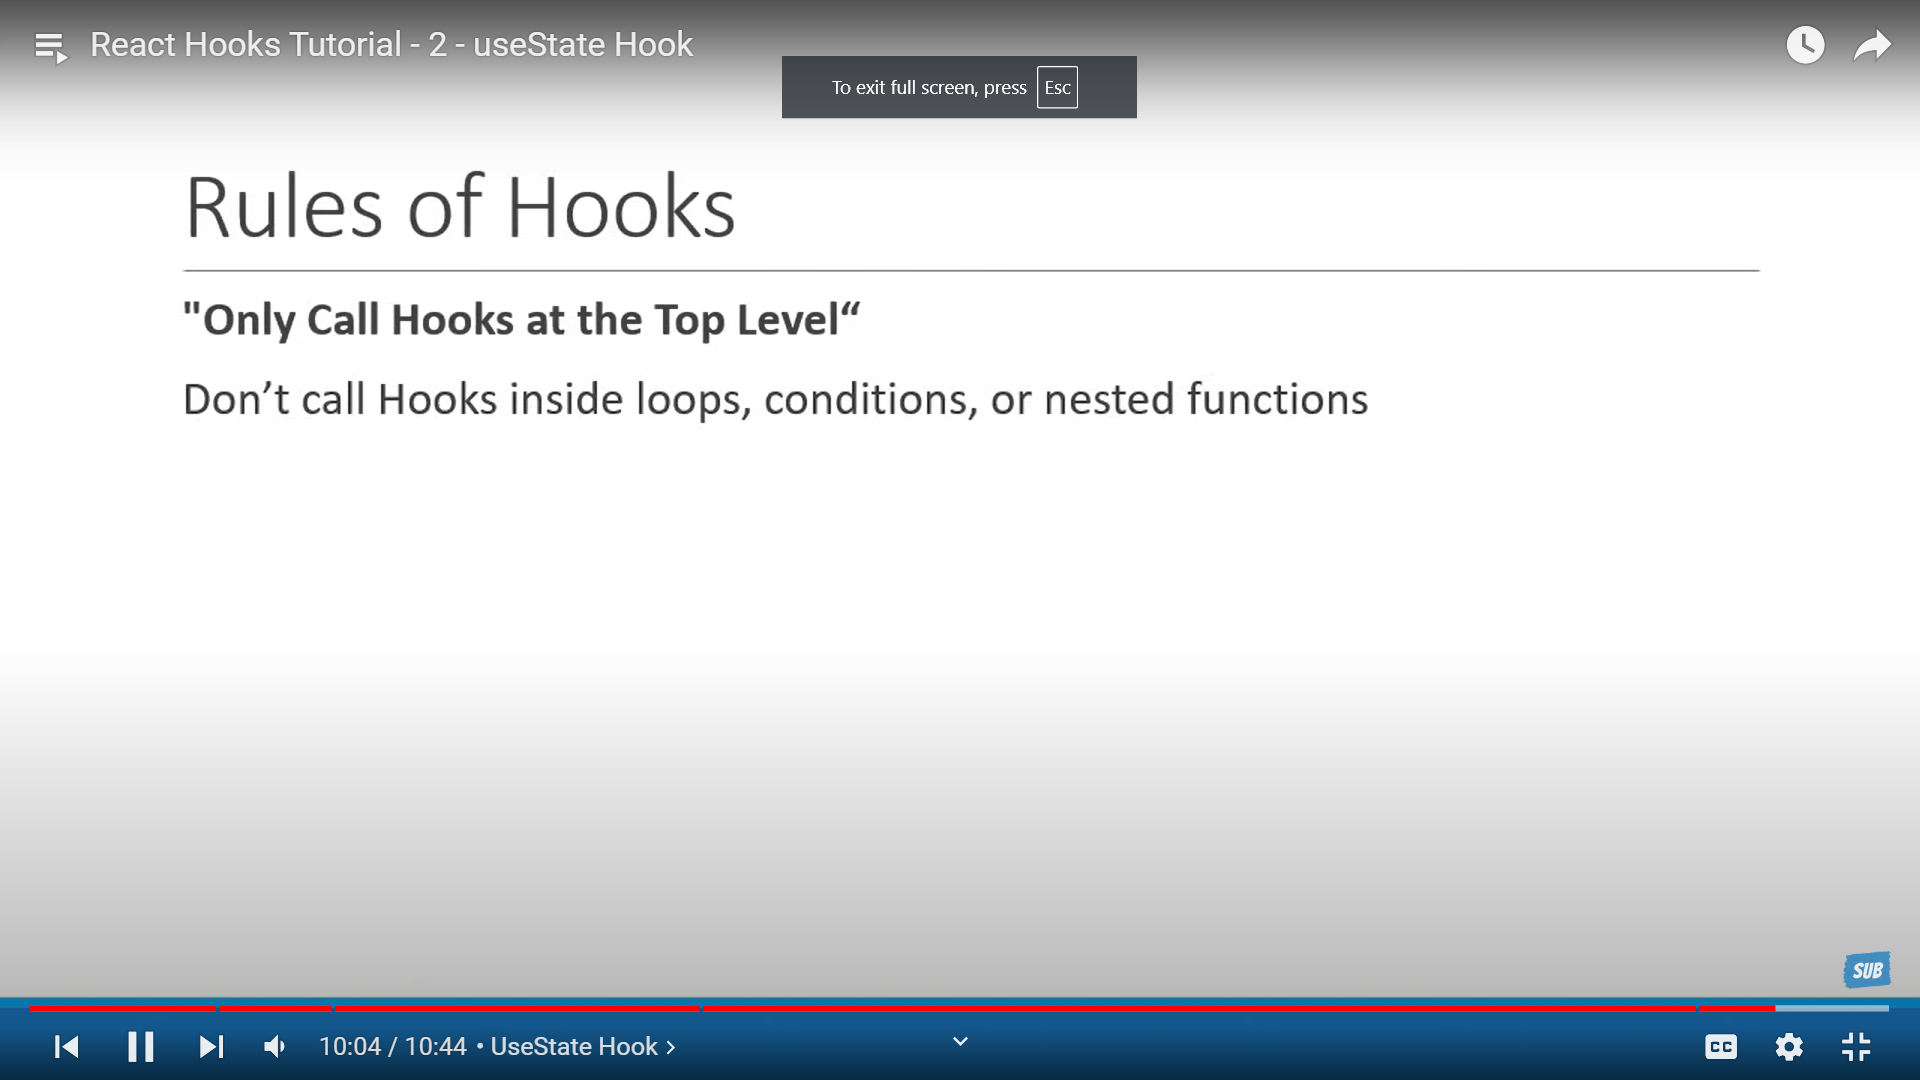 React Hooks Tutorial - 2 - useState Hook
To exit full screen, press Esc
Rules of Hooks
"Only Call Hooks at the Top Level“
Don’t call Hooks inside loops, conditions, or nested functions
SUB
10:04 / 10:44 • UseState Hook ›
CC